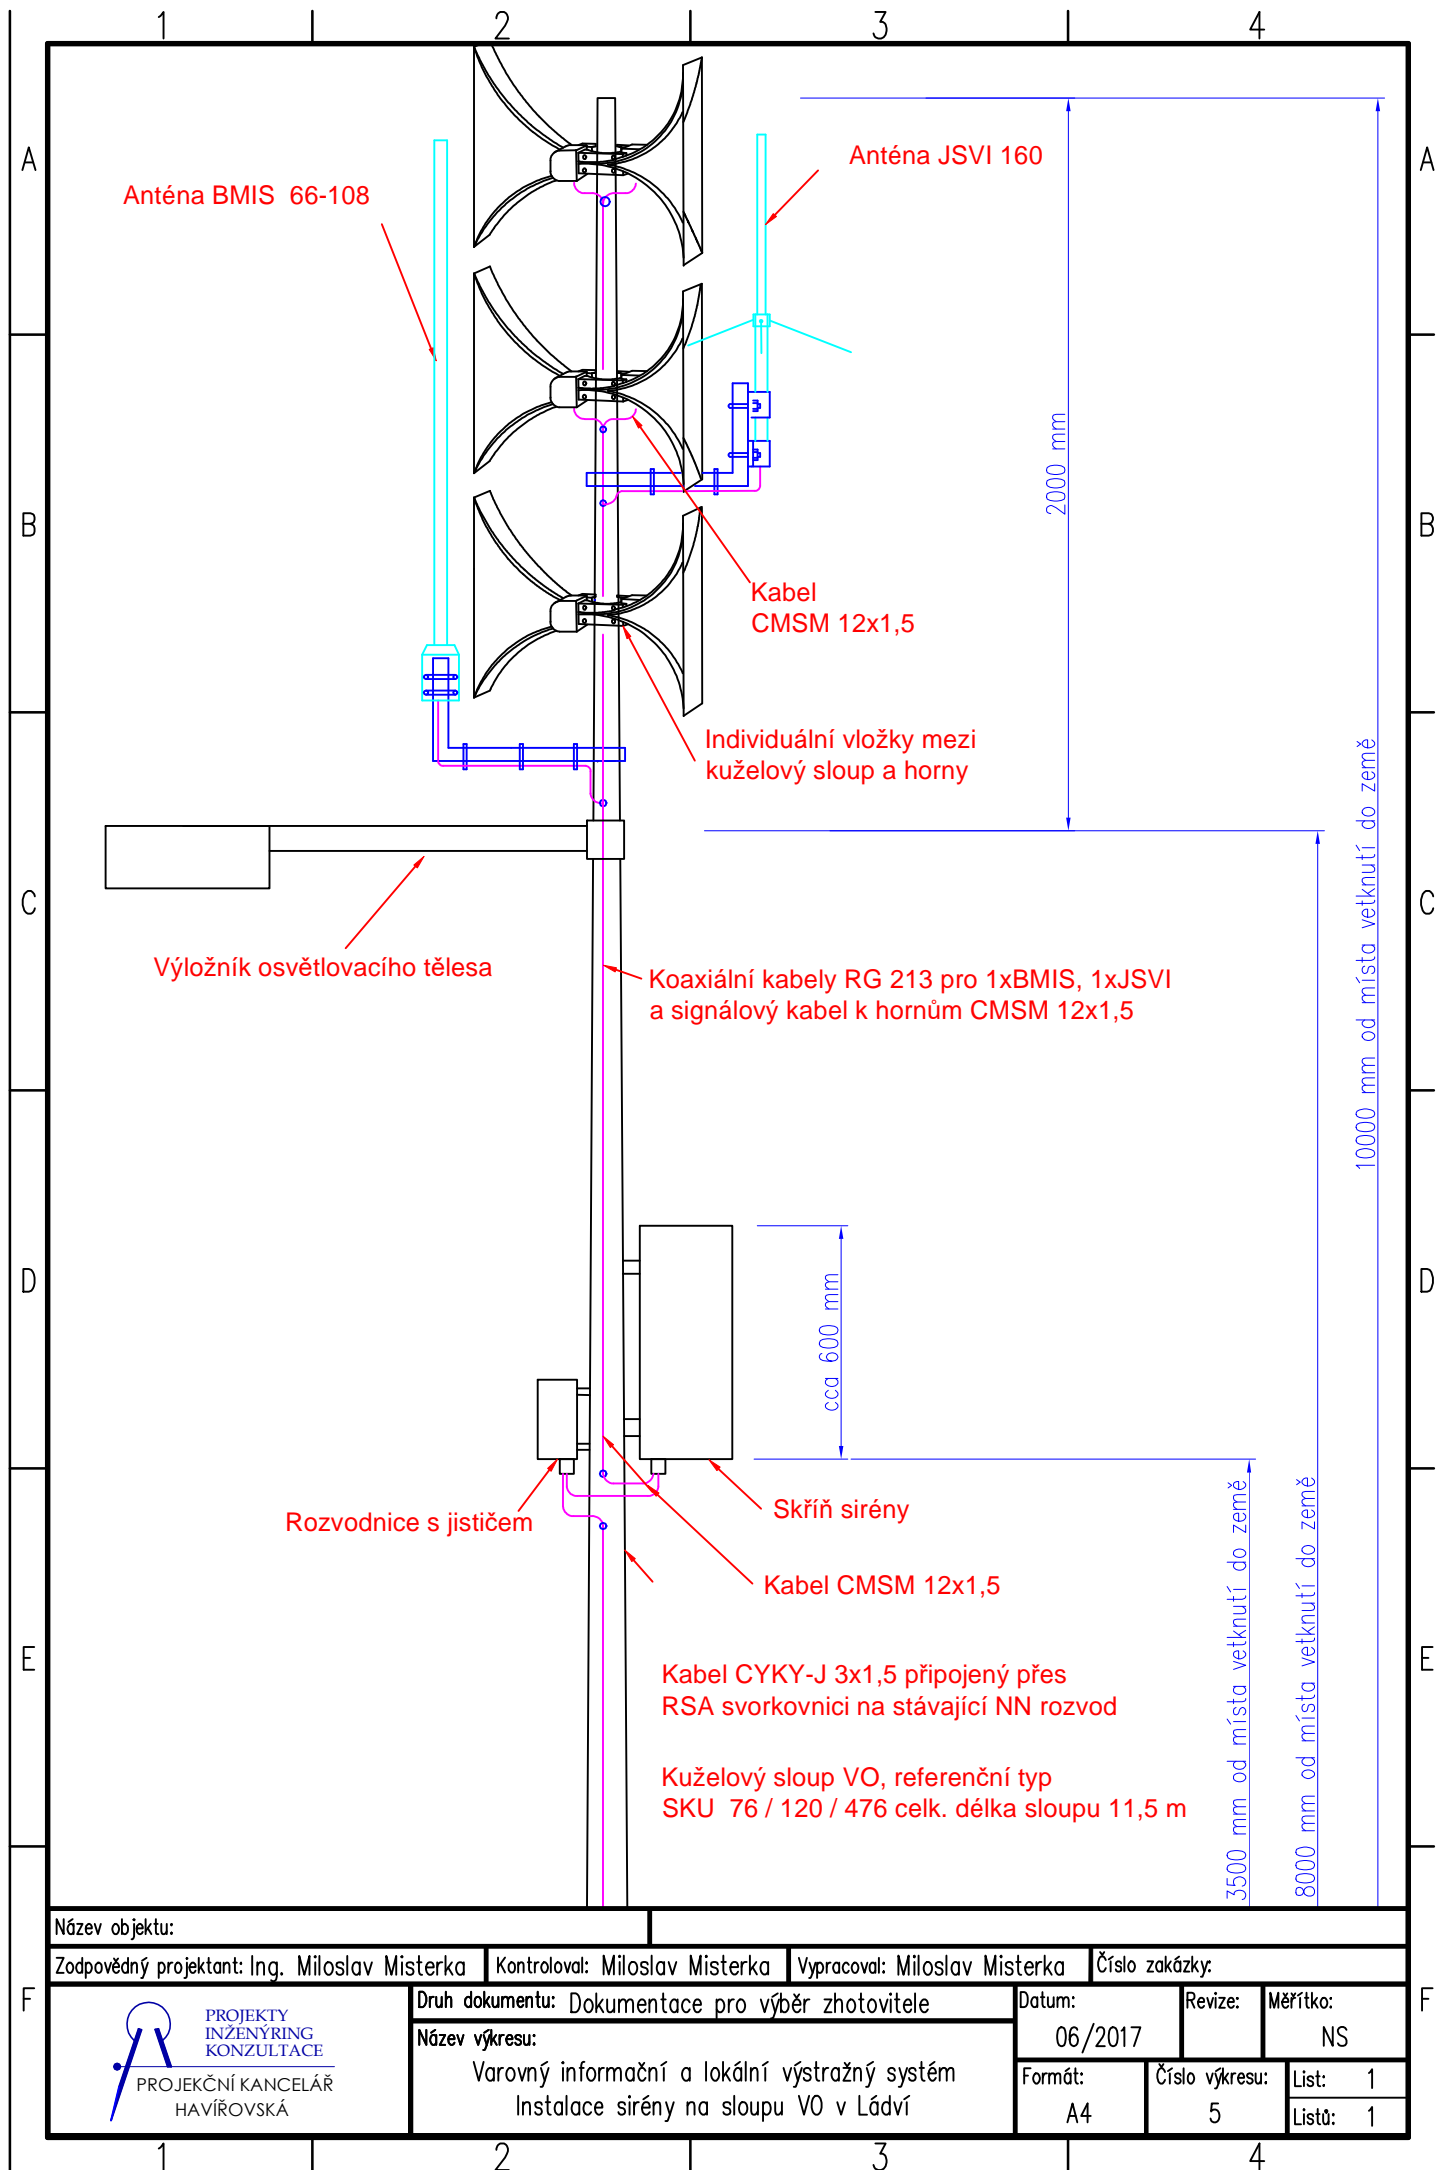 1 2 3 4
A A
Anténa BMIS 66-108
Anténa JSVI 160
2000 mm
B B
Kabel
CMSM 12x1,5
Individuální vložky mezi
kuželový sloup a horny
10000 mm od místa vetknutí do země
C C
Výložník osvětlovacího tělesa
Koaxiální kabely RG 213 pro 1xBMIS, 1xJSVI
a signálový kabel k hornům CMSM 12x1,5
D D
cca 600 mm
Rozvodnice s jističem
Skříň sirény
Kabel CMSM 12x1,5
3500 mm od místa vetknutí do země
8000 mm od místa vetknutí do země
E E
Kabel CYKY-J 3x1,5 připojený přes
RSA svorkovnici na stávající NN rozvod
Kuželový sloup VO, referenční typ
SKU 76 / 120 / 476 celk. délka sloupu 11,5 m
Název objektu:
Zodpovědný projektant: Ing. Miloslav Misterka Kontroloval: Miloslav Misterka Vypracoval: Miloslav Misterka Číslo zakázky:
F F
PROJEKTY
INŽENÝRING
KONZULTACE
PROJEKČNÍ KANCELÁŘ
HAVÍŘOVSKÁ
Druh dokumentu: Dokumentace pro výběr zhotovitele
Název výkresu:
Varovný informační a lokální výstražný systém
Instalace sirény na sloupu VO v Ládví
Datum: Revize: Měřítko:
06/2017 NS
Formát: Číslo výkresu: List: 1
A4 5 Listů: 1
1 2 3 4